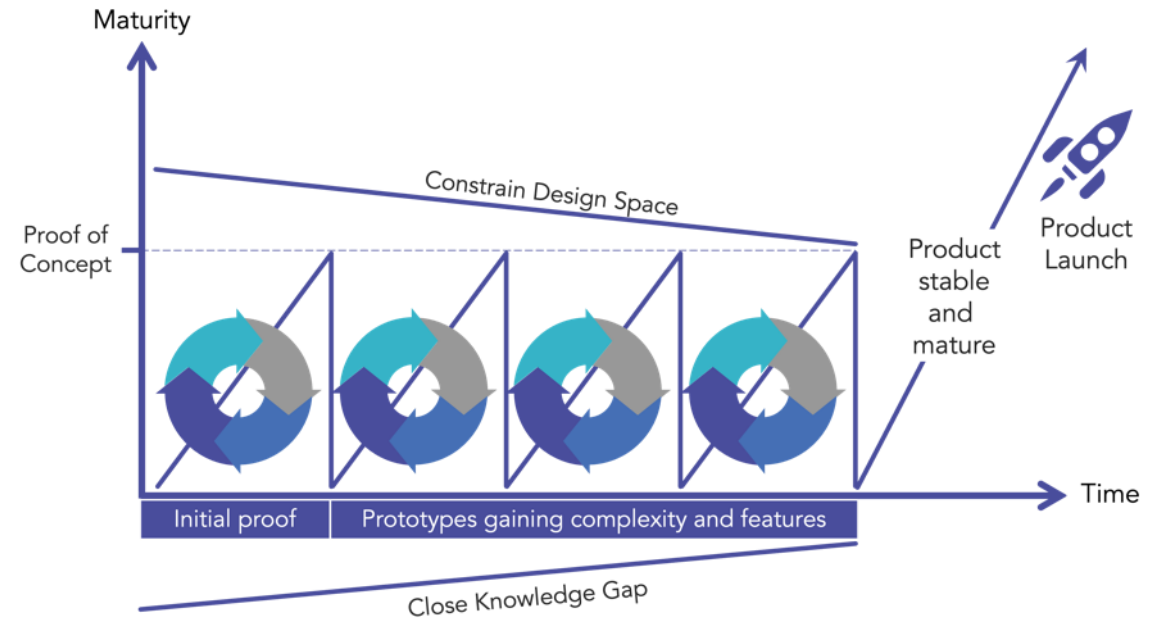 Maturity
Constrain Design Space
Proof of
Concept
Product
stable
and
mature
Product
Launch
Time
Initial proof
Prototypes gaining complexity and features
Close Knowledge Gap